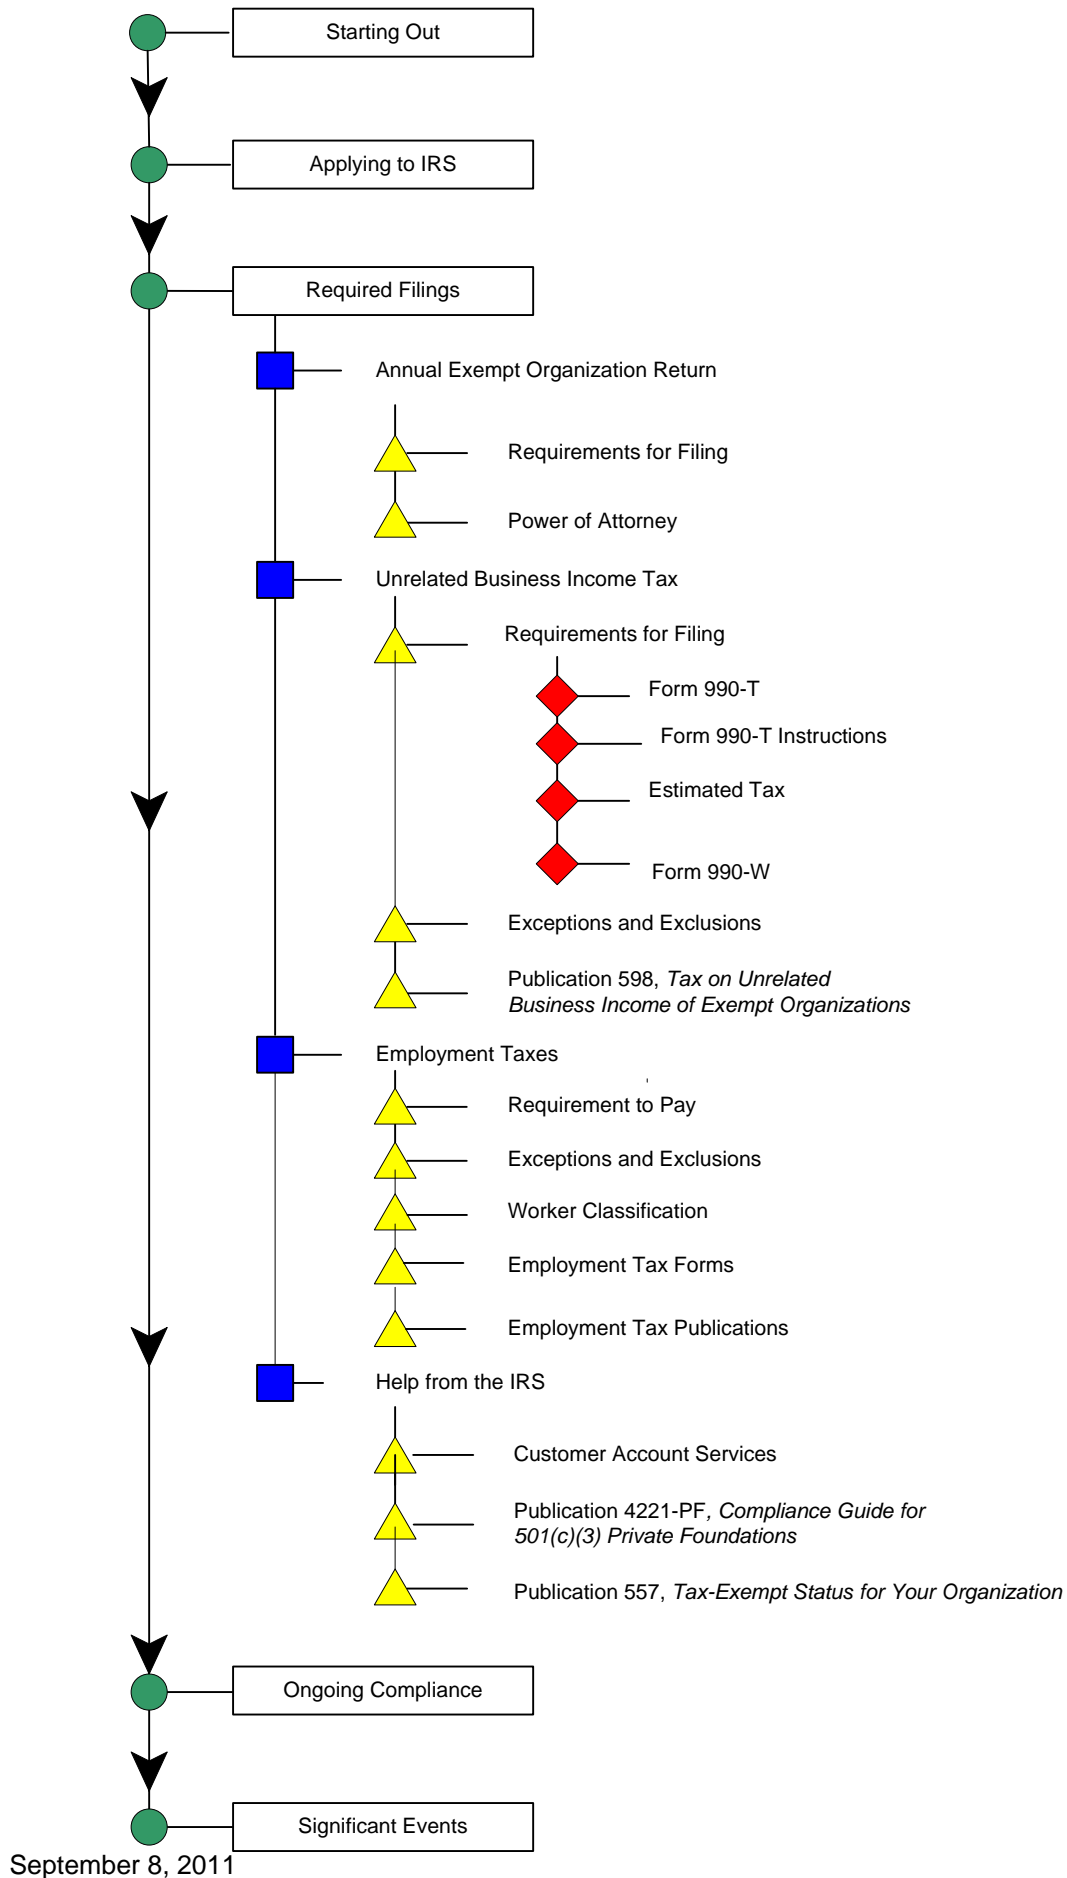 Starting Out
Applying to IRS
Required Filings
Annual Exempt Organization Return
Requirements for Filing
Power of Attorney
Unrelated Business Income Tax
Requirements for Filing
Form 990-T
Form 990-T Instructions
Estimated Tax
Form 990-W
Exceptions and Exclusions
Publication 598, Tax on Unrelated
Business Income of Exempt Organizations
Employment Taxes
Requirement to Pay
Exceptions and Exclusions
Worker Classification
Employment Tax Forms
Employment Tax Publications
Help from the IRS
Customer Account Services
Publication 4221-PF, Compliance Guide for
501(c)(3) Private Foundations
Publication 557, Tax-Exempt Status for Your Organization
Ongoing Compliance
Significant Events
September 8, 2011